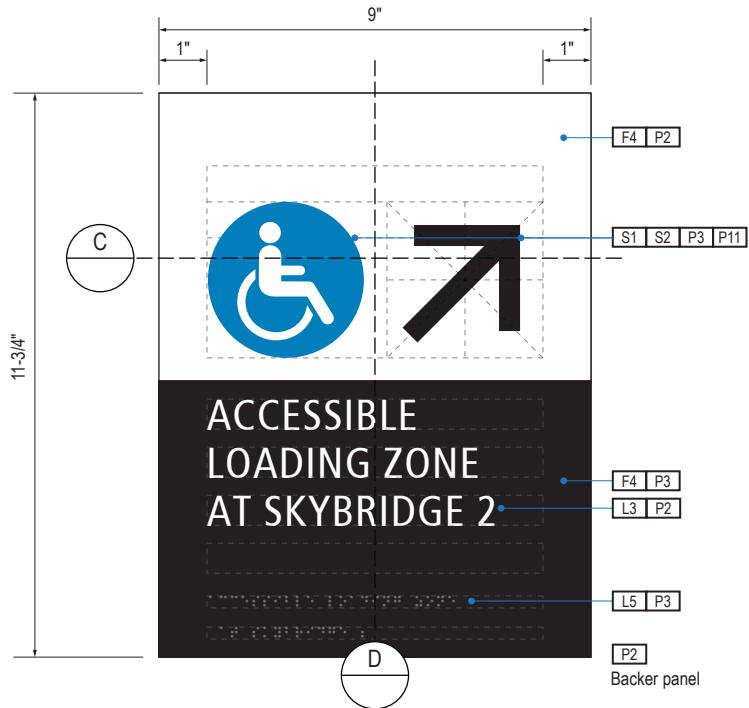 9"
1"
1"
11-3/4"
F4 P2
C
S1 S2 P3 P11
ACCESSIBLE
LOADING ZONE
AT SKYBRIDGE 2
F4 P3
L3 P2
L5 P3
D
P2
Backer panel